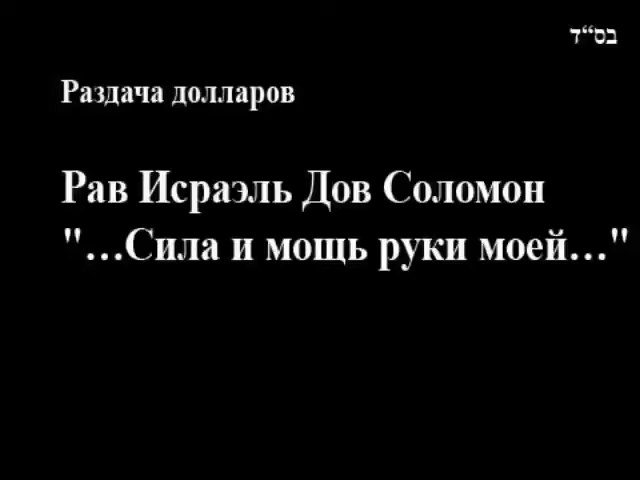 בס“ד
Раздача долларов
Рав Исраэль Дов Соломон
"…Сила и мощь руки моей…"